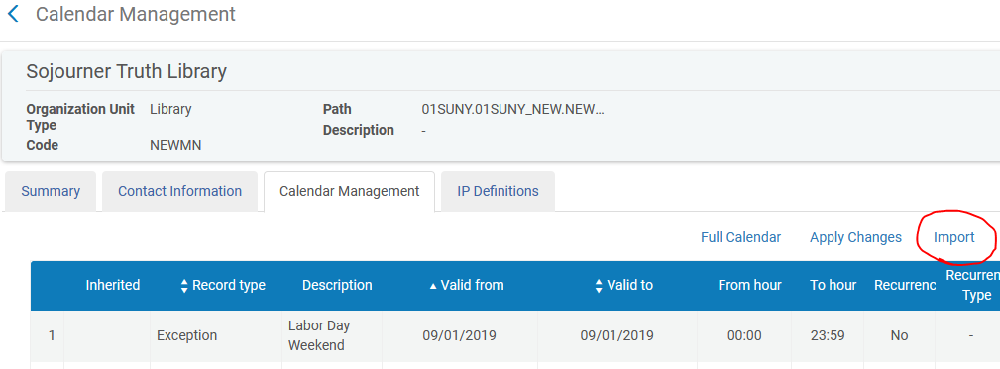 Calendar Management
Sojourner Truth Library
Organization Unit Type Library
Code NEWMN
Path 01SUNY.01SUNY_NEW.NEW...
Description -
Summary Contact Information Calendar Management IP Definitions
Full Calendar Apply Changes Import
Inherited Record type Description Valid from Valid to From hour To hour Recurrenc Recurren Type
1 Exception Labor Day Weekend 09/01/2019 09/01/2019 00:00 23:59 No -